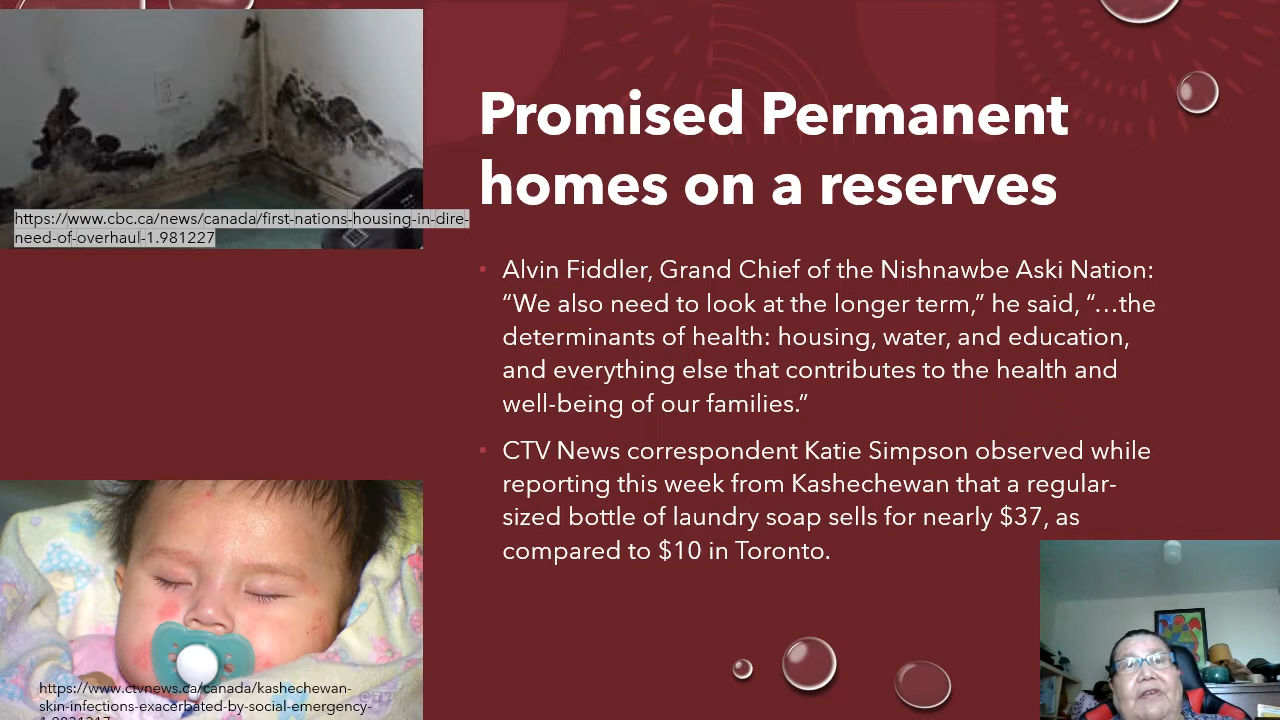 https://www.cbc.ca/news/canada/first-nations-housing-in-dire-
need-of-overhaul-1.981227
Promised Permanent
homes on a reserves
• Alvin Fiddler, Grand Chief of the Nishnawbe Aski Nation:
“We also need to look at the longer term,” he said, “…the
determinants of health: housing, water, and education,
and everything else that contributes to the health and
well-being of our families.“
• CTV News correspondent Katie Simpson observed while
reporting this week from Kashechewan that a regular-
sized bottle of laundry soap sells for nearly $37, as
compared to $10 in Toronto.
https://www.ctvnews.ca/canada/kashechewan-
CTV
skin-infections-exacerbated-by-social-emergency-